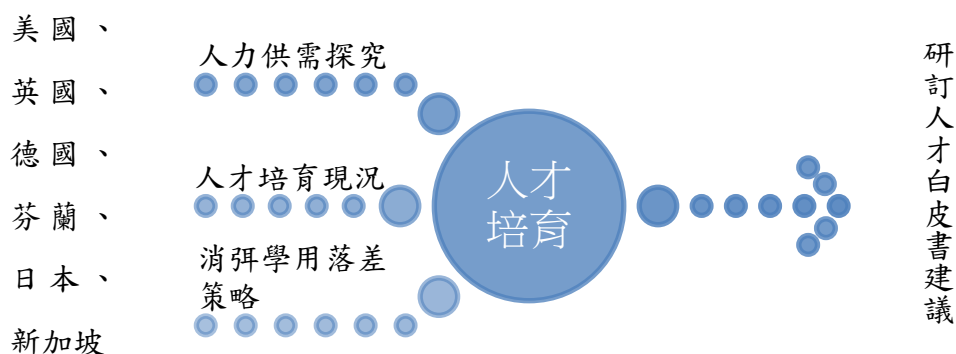 美國、
英國、
德國、
芬蘭、
日本、
新加坡
人力供需探究
人才培育現況
消弭學用落差
策略
人才
培育
研訂人才白皮書建議